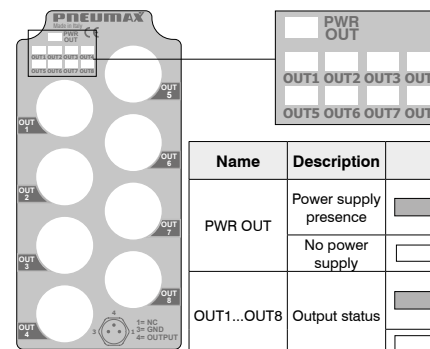 PNEUMAX
Made in Italy CE
PWR
OUT
OUT1 OUT2 OUT3 OUT4
OUT5 OUT6 OUT7 OUT8
OUT
1
OUT
2
OUT
3
OUT
4
OUT
5
OUT
6
OUT
7
OUT
8
4
3
1
1= NC
3= GND
4= OUTPUT
PWR
OUT
OUT1 OUT2 OUT3 OUT
OUT5 OUT6 OUT7 OUT
Name Description
PWR OUT
Power supply
presence
No power
supply
OUT1...OUT8 Output status